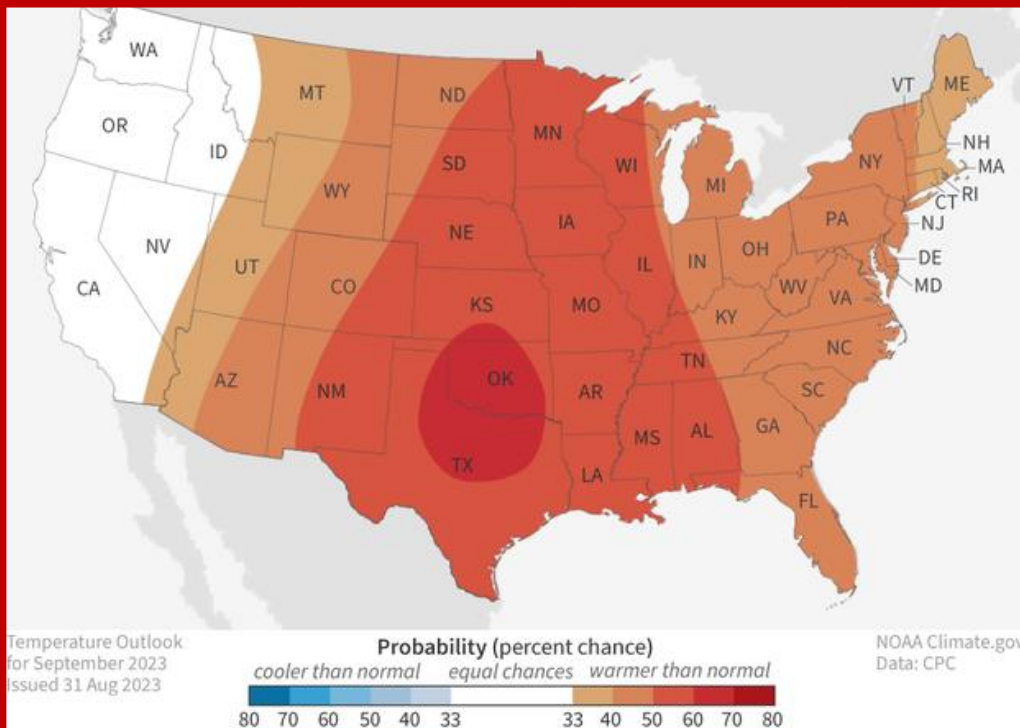 WA
MT
ND
VT
ME
OR
MN
ID
SD
WI
NH
WY
MI
NY
MA
CT
RI
NE
IA
PA
NJ
NV
UT
IL
IN
OH
DE
CA
CO
WV
MD
KS
MO
KY
VA
NC
TN
AZ
NM
OK
AR
SC
MS
AL
GA
TX
LA
FL
Temperature Outlook
for September 2023
Issued 31 Aug 2023
Probability (percent chance)
cooler than normal equal chances warmer than normal
80 70 60 50 40 33 33 40 50 60 70 80
NOAA Climate.gov
Data: CPC